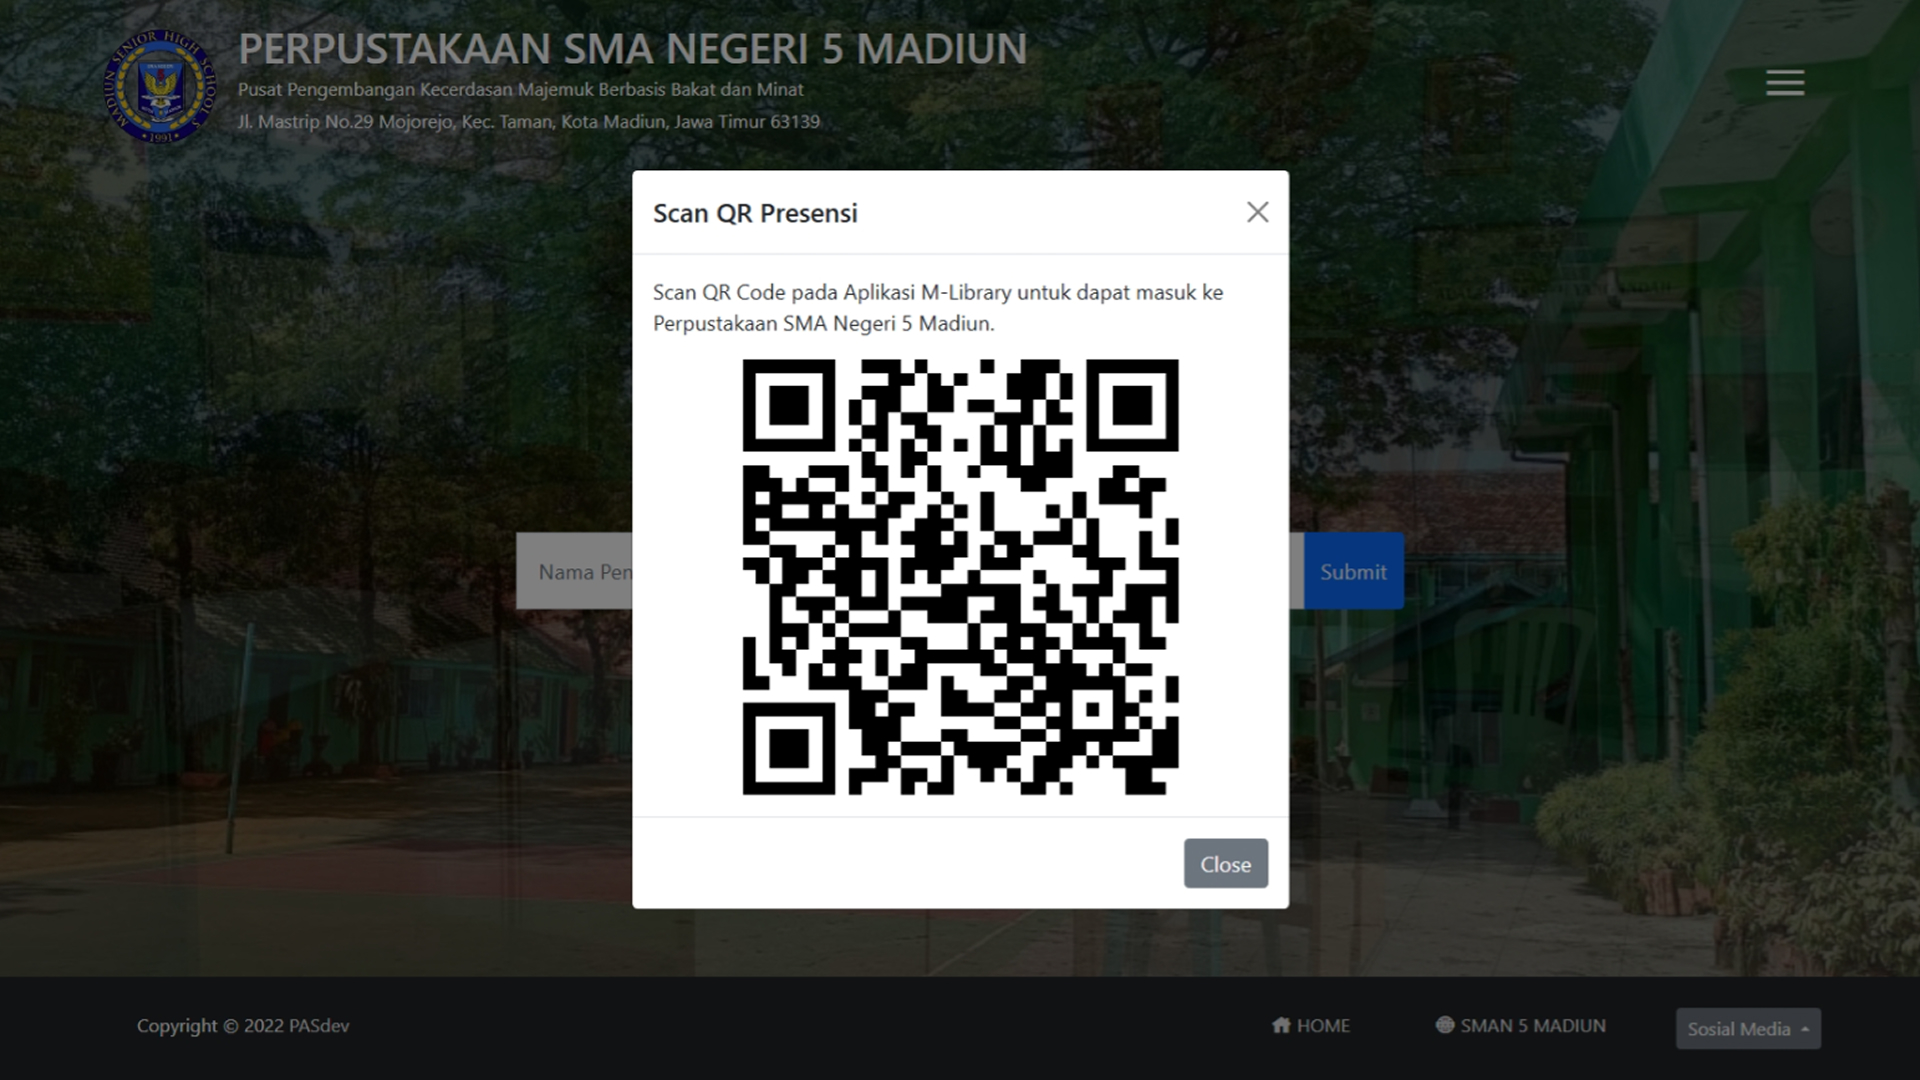 PERPUSTAKAAN SMA NEGERI 5 MADIUN
Pusat Pengembangan Kecerdasan Majemuk Berbasis Bakat dan Minat
Jl. Mastrip No.29 Mojorejo, Kec. Taman, Kota Madiun, Jawa Timur 63139
MADIUN SENIOR HIGH SCHOOL 5
1991
Scan QR Presensi
Scan QR Code pada Aplikasi M-Library untuk dapat masuk ke
Perpustakaan SMA Negeri 5 Madiun.
Nama Pen
Submit
Close
Copyright © 2022 PASdev
HOME
SMAN 5 MADIUN
Sosial Media